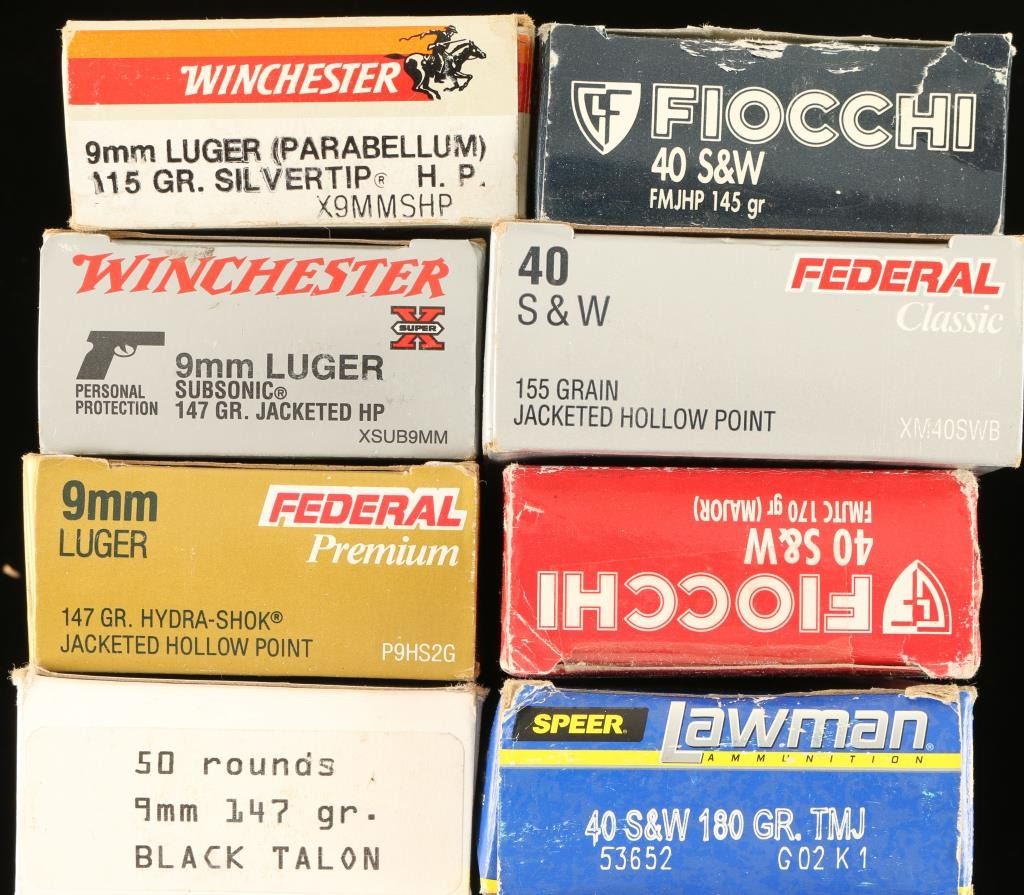 WINCHESTER
9mm LUGER (PARABELLUM)
115 GR. SILVERTIP® H. P.
X9MMSHP
FIOCCHI
40 S&W
FMJHP 145 gr
WINCHESTER
SUPER X
9mm LUGER
SUBSONIC®
147 GR. JACKETED HP
PERSONAL
PROTECTION
XSUB9MM
40
S & W
FEDERAL
Classic
155 GRAIN
JACKETED HOLLOW POINT
XM40SWB
9mm
LUGER
FEDERAL
Premium
147 GR. HYDRA-SHOK®
JACKETED HOLLOW POINT
P9HS2G
FIOCCHI
40 S&W
FMJTC 170 gr (MAJOR)
50 rounds
9mm 147 gr.
BLACK TALON
SPEER
Lawman®
AMMUNITION
40 S&W 180 GR. TMJ
53652 G02K1